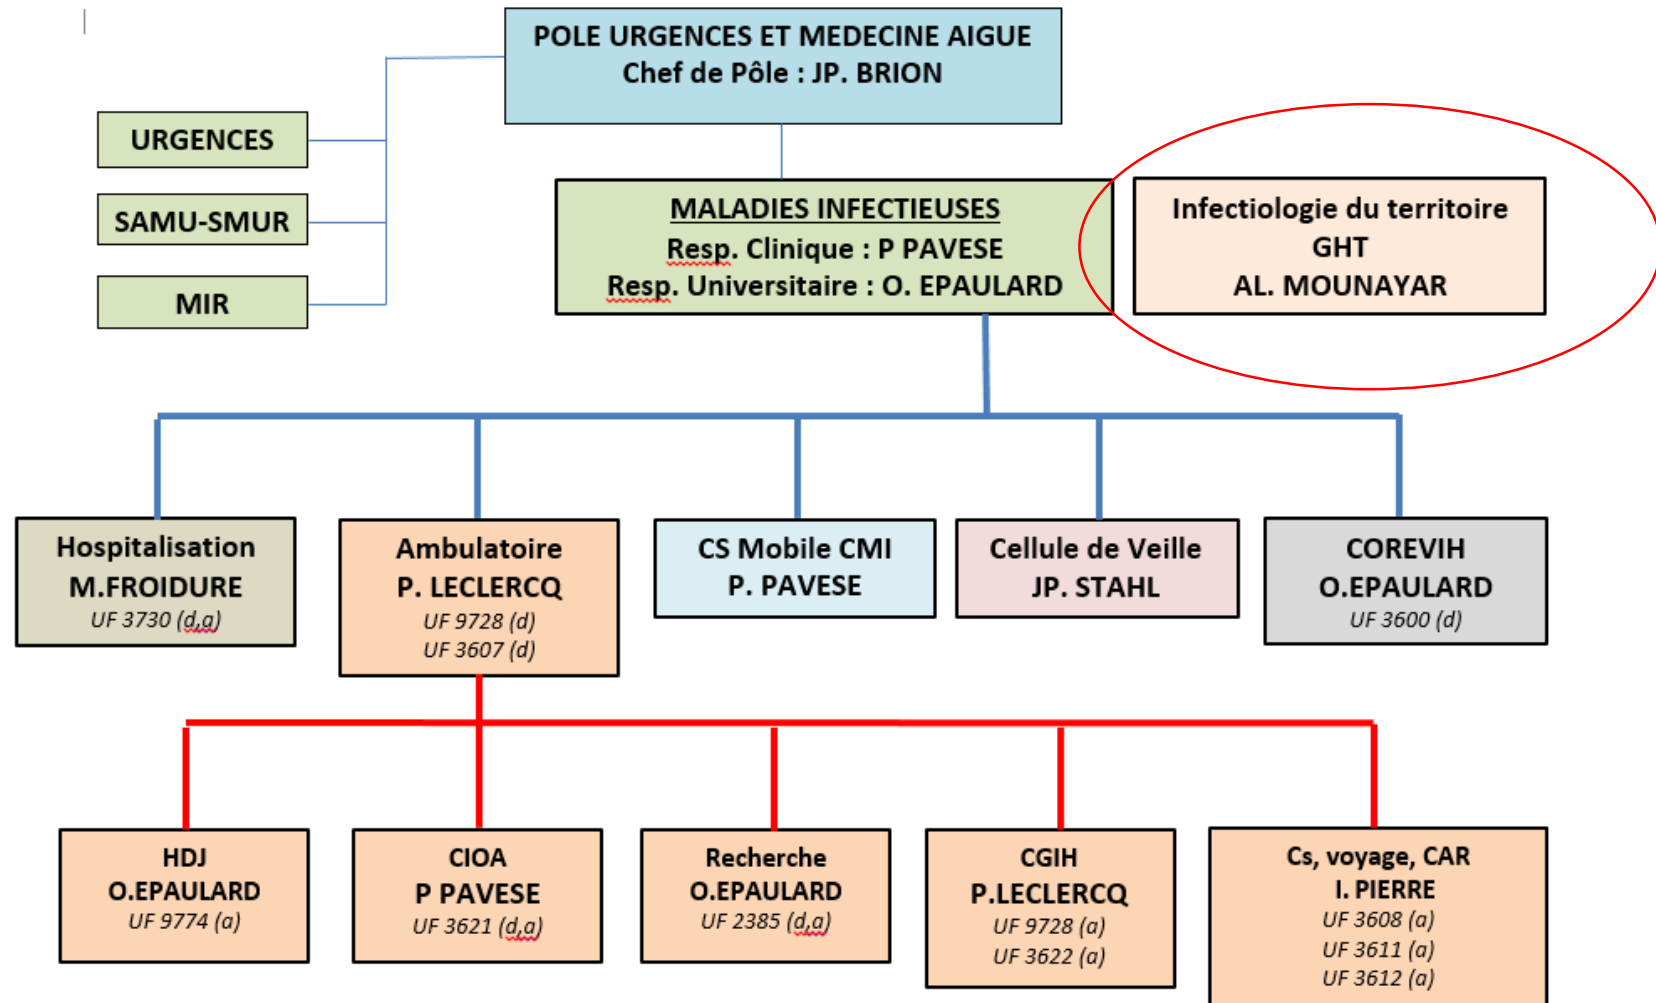 POLE URGENCES ET MEDECINE AIGUE
Chef de Pôle : JP. BRION
URGENCES
SAMU-SMUR
MIR
MALADIES INFECTIEUSES
Resp. Clinique : P PAVESE
Resp. Universitaire : O. EPAULARD
Infectiologie du territoire
GHT
AL. MOUNAYAR
Hospitalisation
M.FROIDURE
UF 3730 (d,a)
Ambulatoire
P. LECLERCQ
UF 9728 (d)
UF 3607 (d)
CS Mobile CMI
P. PAVESE
Cellule de Veille
JP. STAHL
COREVIH
O.EPAULARD
UF 3600 (d)
HDJ
O.EPAULARD
UF 9774 (a)
CIOA
P PAVESE
UF 3621 (d,a)
Recherche
O.EPAULARD
UF 2385 (d,a)
CGIH
P.LECLERCQ
UF 9728 (a)
UF 3622 (a)
Cs, voyage, CAR
I. PIERRE
UF 3608 (a)
UF 3611 (a)
UF 3612 (a)